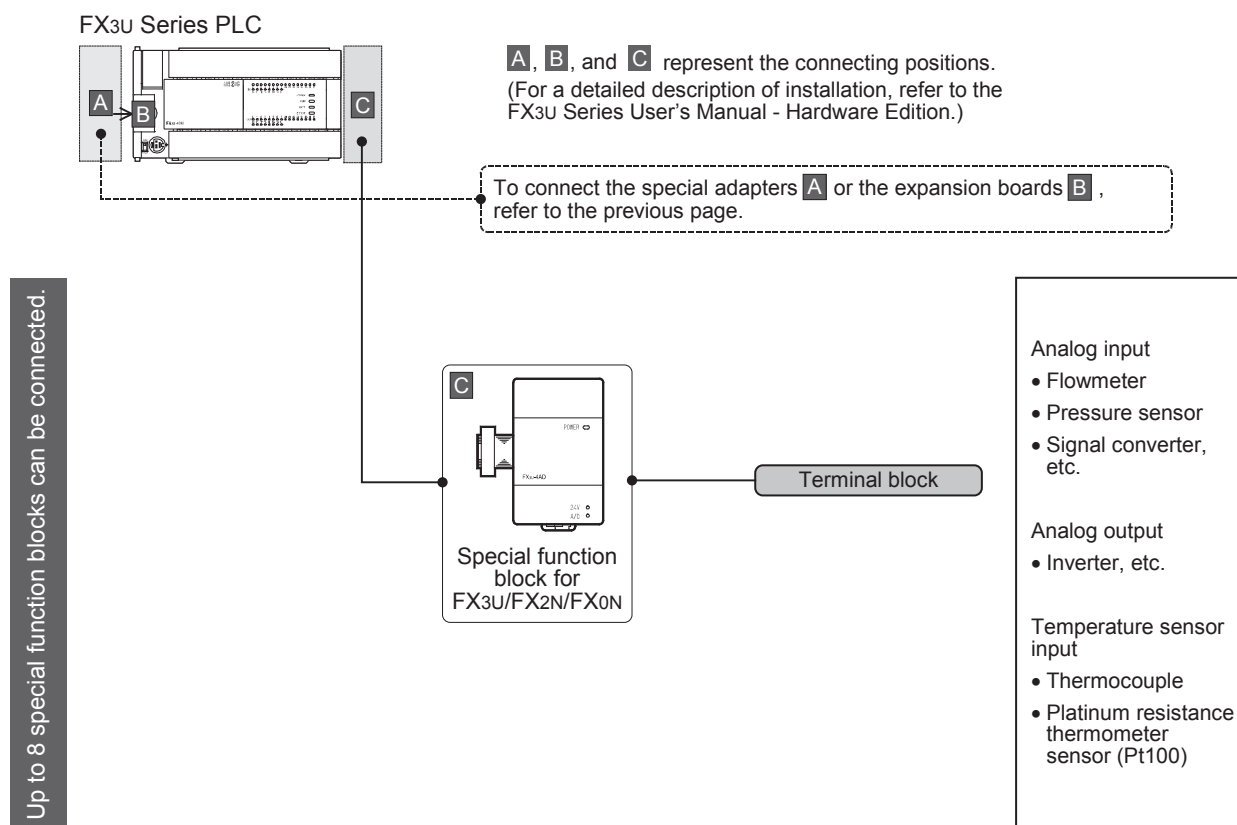 FX3U Series PLC
A
B
C
A, B, and C represent the connecting positions.
(For a detailed description of installation, refer to the
FX3U Series User's Manual - Hardware Edition.)
To connect the special adapters A or the expansion boards B ,
refer to the previous page.
Up to 8 special function blocks can be connected.
C
POWER
FX3U-4AD
24V
A/D
Special function
block for
FX3U/FX2N/FX0N
Terminal block
Analog input
• Flowmeter
• Pressure sensor
• Signal converter,
etc.
Analog output
• Inverter, etc.
Temperature sensor
input
• Thermocouple
• Platinum resistance
thermometer
sensor (Pt100)